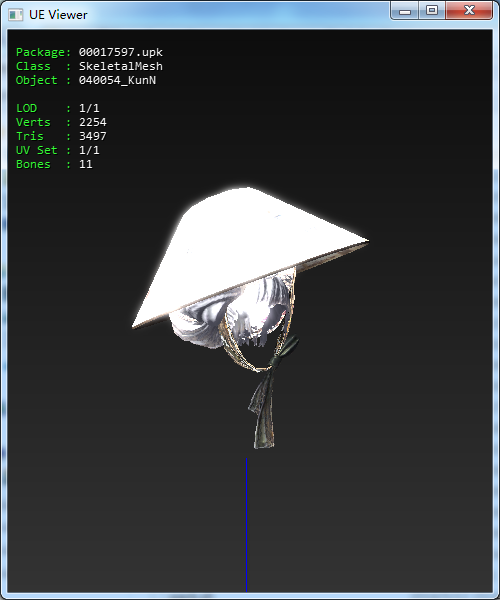 UE Viewer
Package: 00017597.upk
Class  : SkeletalMesh
Object : 040054_KunN
LOD    : 1/1
Verts  : 2254
Tris   : 3497
UV Set : 1/1
Bones  : 11